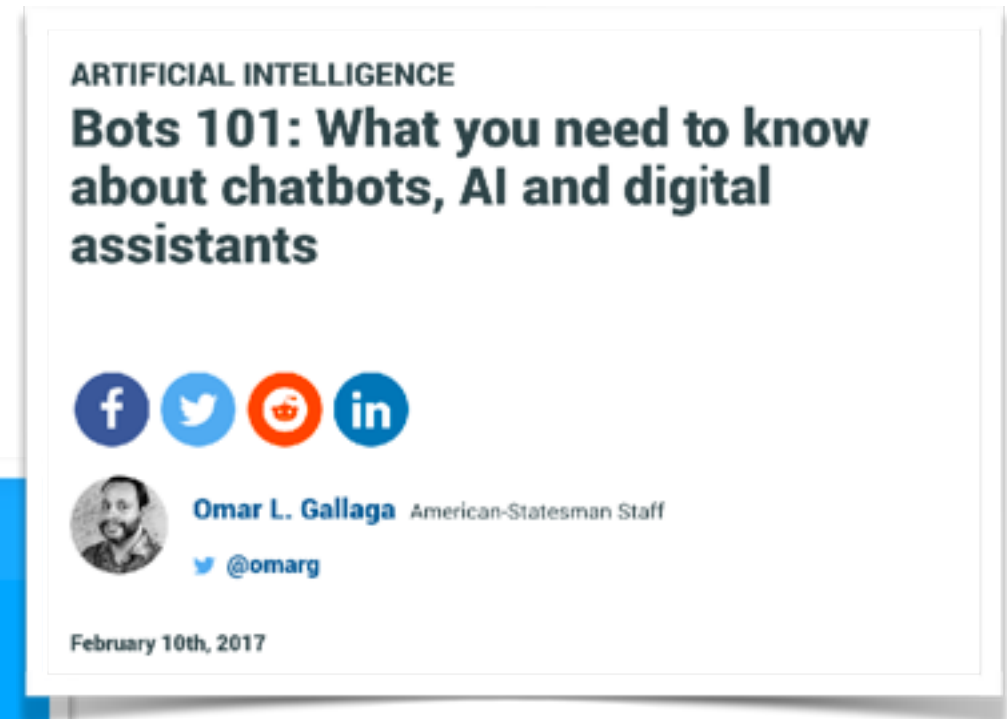 ARTIFICIAL INTELLIGENCE
Bots 101: What you need to know
about chatbots, AI and digital
assistants
f in
Omar L. Gallaga American-Statesman Staff
@omarg
February 10th, 2017